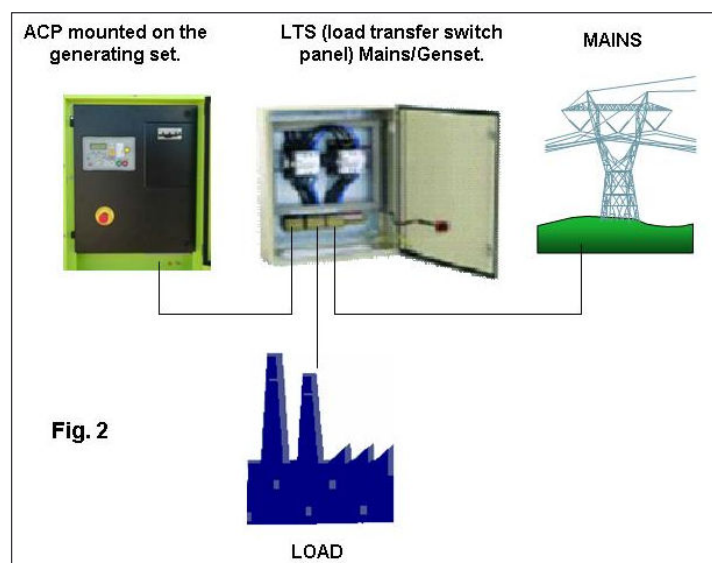 ACP mounted on the
generating set.
LTS (load transfer switch
panel) Mains/Genset.
MAINS
Fig. 2
LOAD